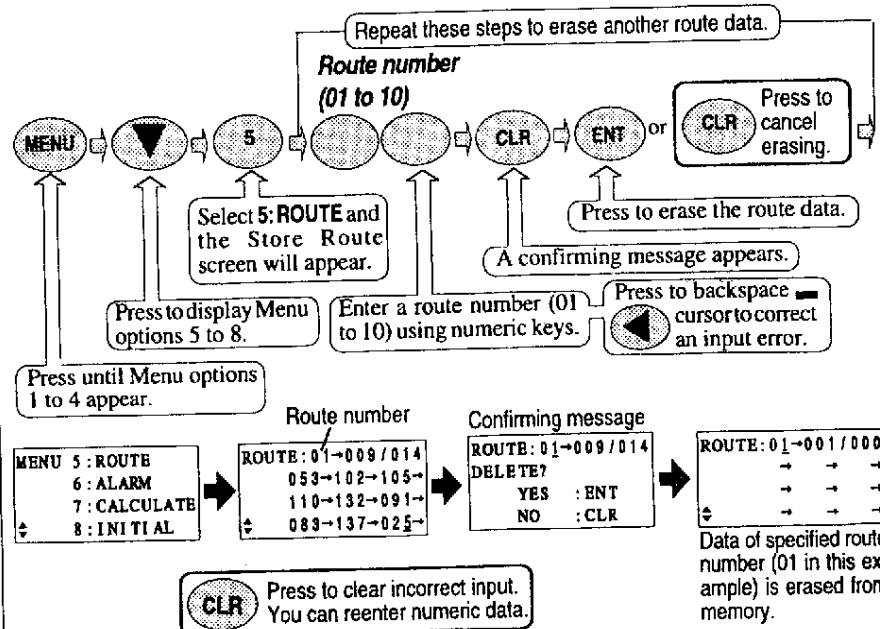 Repeat these steps to erase another route data.
Route number
(01 to 10)
MENU
5
CLR
ENT
or
CLR
Press to
cancel
erasing.
Select 5:ROUTE and
the Store Route
screen will appear.
Press to erase the route data.
A confirming message appears.
Press to display Menu
options 5 to 8.
Enter a route number (01
to 10) using numeric keys.
Press to backspace
cursor to correct
an input error.
Press until Menu options
1 to 4 appear.
Route number
Confirming message
MENU 5:ROUTE
6:ALARM
7:CALCULATE
8:INITIAL
ROUTE:01→009/014
053→102→105→
110→132→091→
083→137→025→
ROUTE:01→009/014
DELETE?
YES :ENT
NO :CLR
ROUTE:01→001/000
→ → →
→ → →
→ → →
Data of specified route
number (01 in this ex
ample) is erased from
memory.
CLR
Press to clear incorrect input.
You can reenter numeric data.